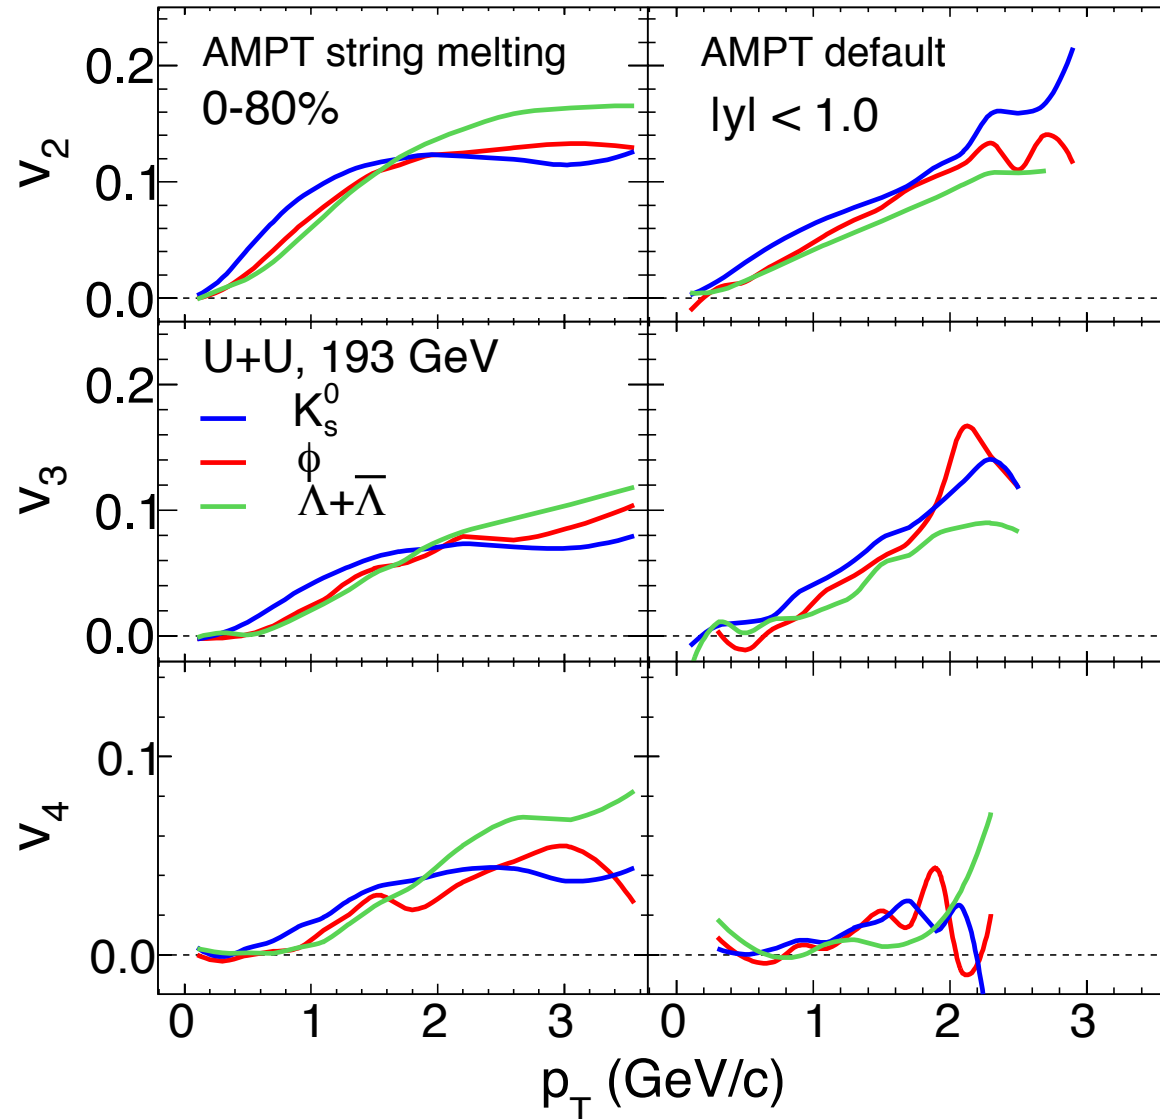 AMPT string melting
0-80%
AMPT default
|y| < 1.0
v₂
0.2
0.1
0.0
U+U, 193 GeV
K⁰ₛ
ϕ
Λ+Λ̅
v₃
0.2
0.1
0.0
v₄
0.1
0.0
0 1 2 3
0 1 2 3
p_T (GeV/c)